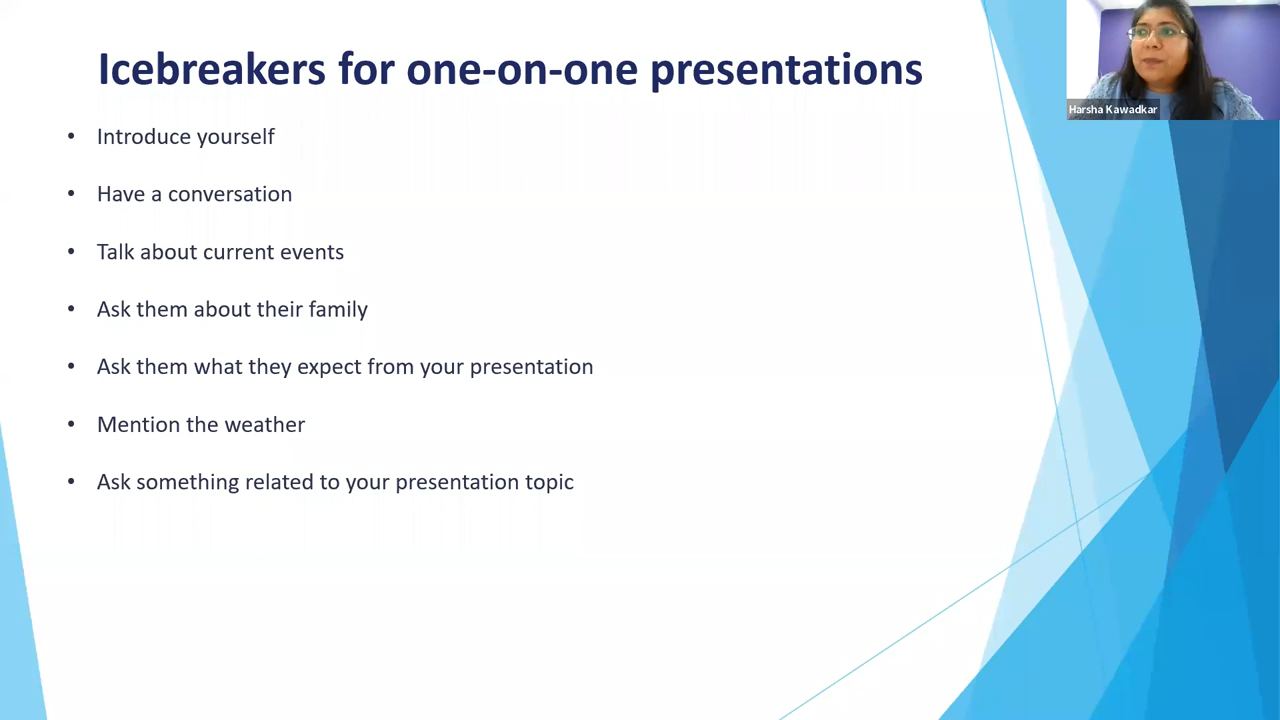 Icebreakers for one-on-one presentations
Harsha Kawadkar
• Introduce yourself
• Have a conversation
• Talk about current events
• Ask them about their family
• Ask them what they expect from your presentation
• Mention the weather
• Ask something related to your presentation topic